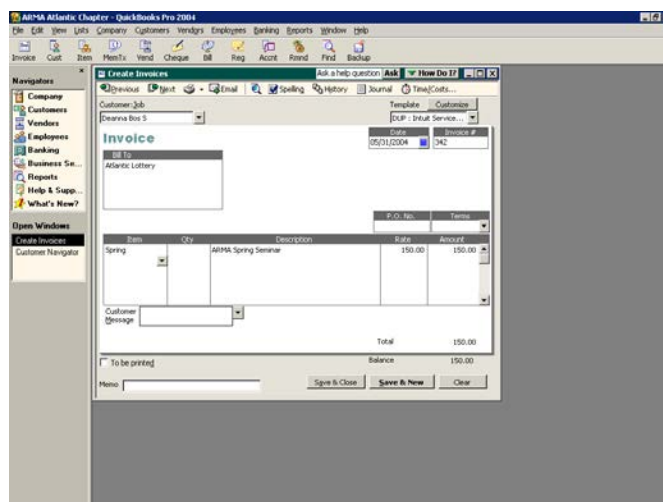 ARMA Atlantic Chapter - QuickBooks Pro 2004
File Edit View Lists Company Customers Vendors Employees Banking Reports Window Help
Invoice Cust Item MemTx Vend Cheque Bill Reg Accnt Rmnd Find Backup
Navigators
Company
Customers
Vendors
Employees
Banking
Business Se...
Reports
Help & Supp...
What's New?
Open Windows
Create Invoices
Customer Navigator
Create Invoices Ask a help question Ask How Do I?
Previous Next Email Spelling History Journal Time/Costs...
Customer:Job Template Customize
Deanna Bos S DUP : Intuit Service...
Invoice
Date Invoice #
05/31/2004 342
Bill To
Atlantic Lottery
P.O. No. Terms
Item Qty Description Rate Amount
Spring ARMA Spring Seminar 150.00 150.00
Customer Message
Total 150.00
To be printed Balance 150.00
Memo Save & Close Save & New Clear